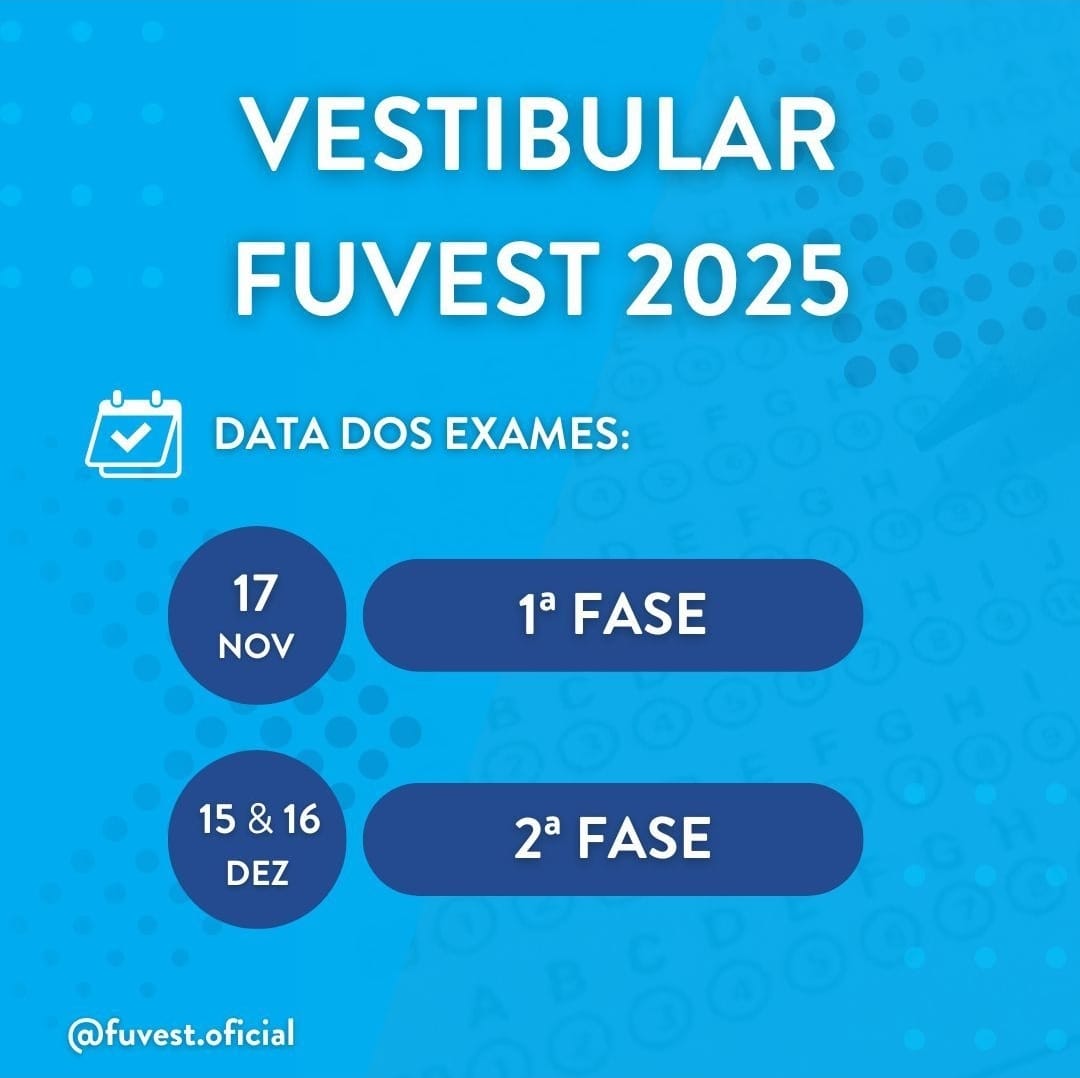 VESTIBULAR
FUVEST 2025
DATA DOS EXAMES:
17
NOV
1ª FASE
15 & 16
DEZ
2ª FASE
@fuvest.oficial